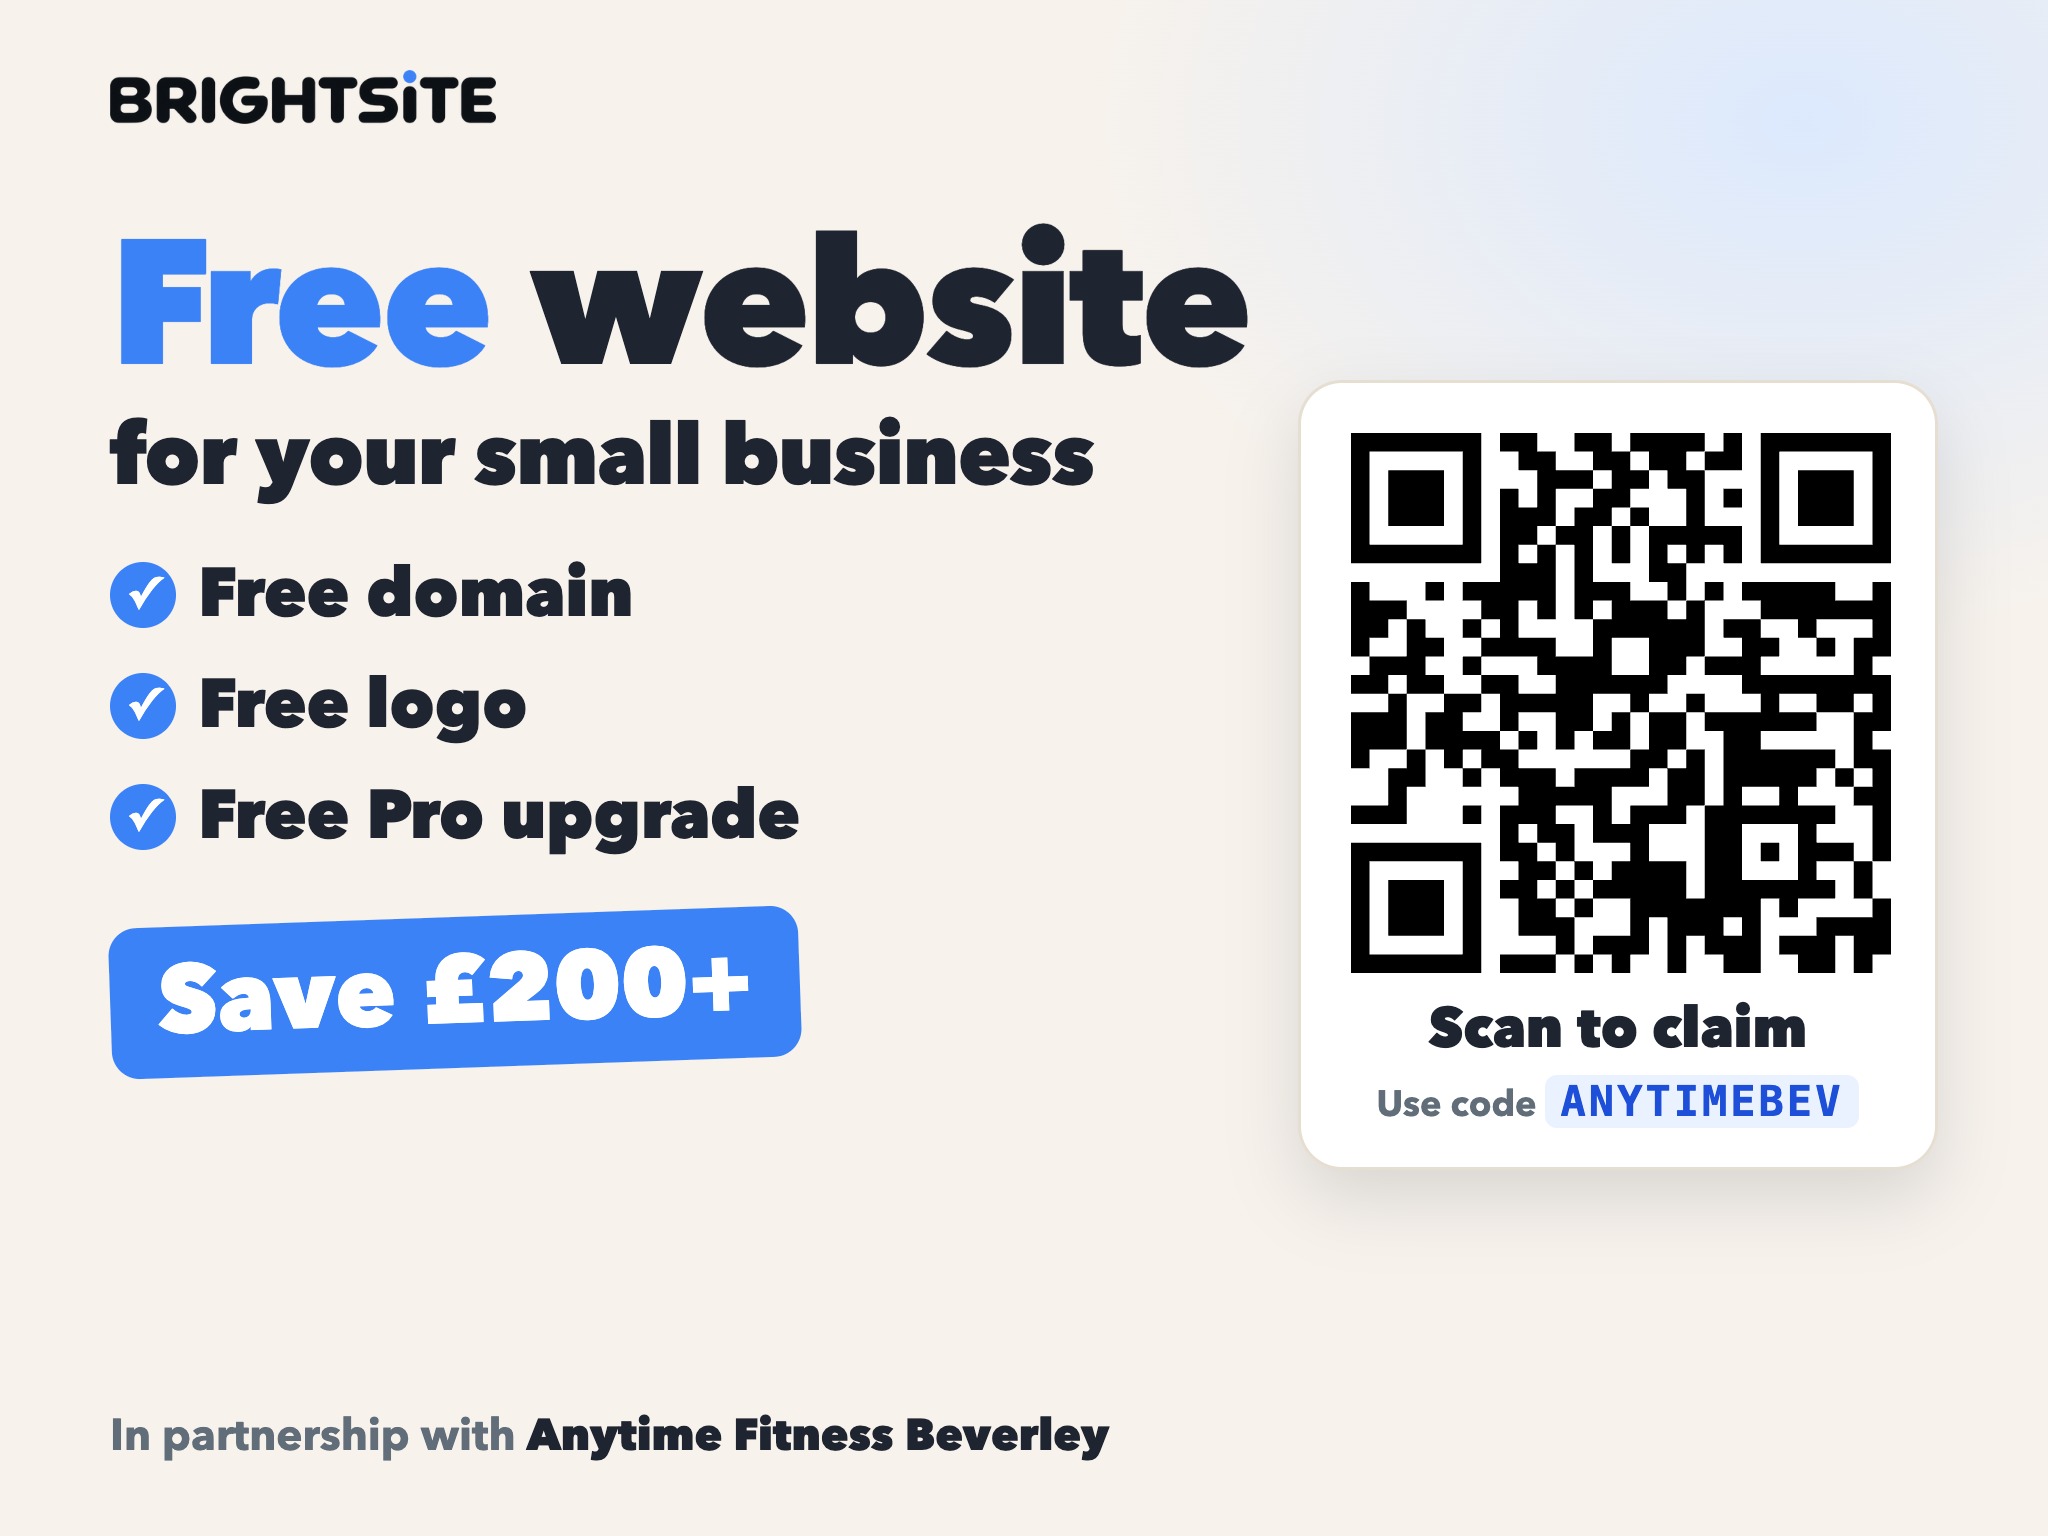 BRIGHTSiTE
Free website
for your small business
Free domain
Free logo
Free Pro upgrade
Save £200+
Scan to claim
Use code ANYTIMEBEV
In partnership with Anytime Fitness Beverley